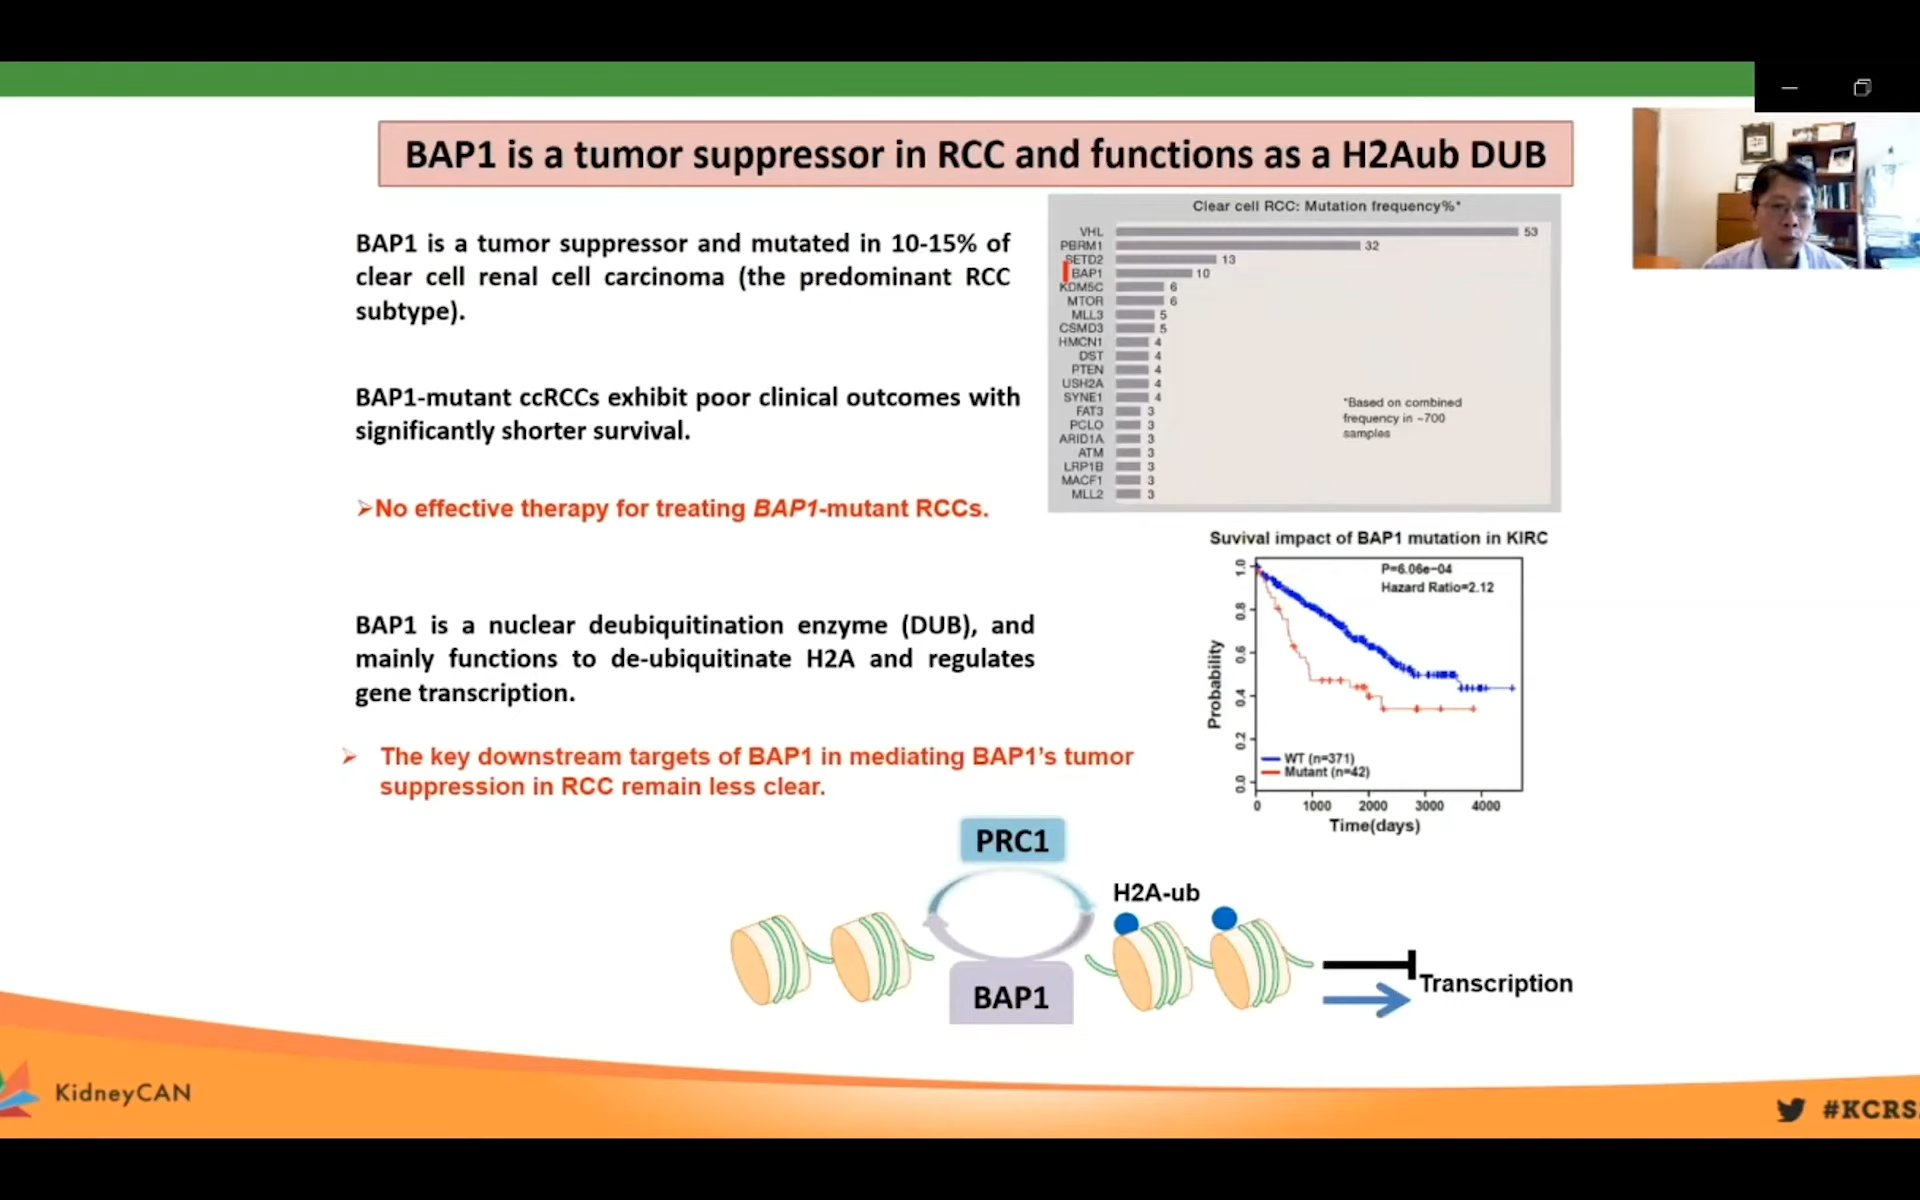 BAP1 is a tumor suppressor in RCC and functions as a H2Aub DUB
BAP1 is a tumor suppressor and mutated in 10-15% of
clear cell renal cell carcinoma (the predominant RCC
subtype).
BAP1-mutant ccRCCs exhibit poor clinical outcomes with
significantly shorter survival.
➢No effective therapy for treating BAP1-mutant RCCs.
BAP1 is a nuclear deubiquitination enzyme (DUB), and
mainly functions to de-ubiquitinate H2A and regulates
gene transcription.
➢ The key downstream targets of BAP1 in mediating BAP1’s tumor
suppression in RCC remain less clear.
Clear cell RCC: Mutation frequency%*
VHL 53
PBRM1 32
SETD2 13
BAP1 10
KDM5C 6
MTOR 6
MLL3 5
CSMD3 5
HMCN1 4
DST 4
PTEN 4
USH2A 4
SYNE1 4
FAT3 3
PCLO 3
ARID1A 3
ATM 3
LRP1B 3
MACF1 3
MLL2 3
*Based on combined
frequency in ~700
samples
Suvival impact of BAP1 mutation in KIRC
P=6.06e−04
Hazard Ratio=2.12
Probability
1.0
0.8
0.6
0.4
0.2
0.0
WT (n=371)
Mutant (n=42)
0 1000 2000 3000 4000
Time(days)
PRC1
H2A-ub
BAP1
Transcription
KidneyCAN
#KCRS